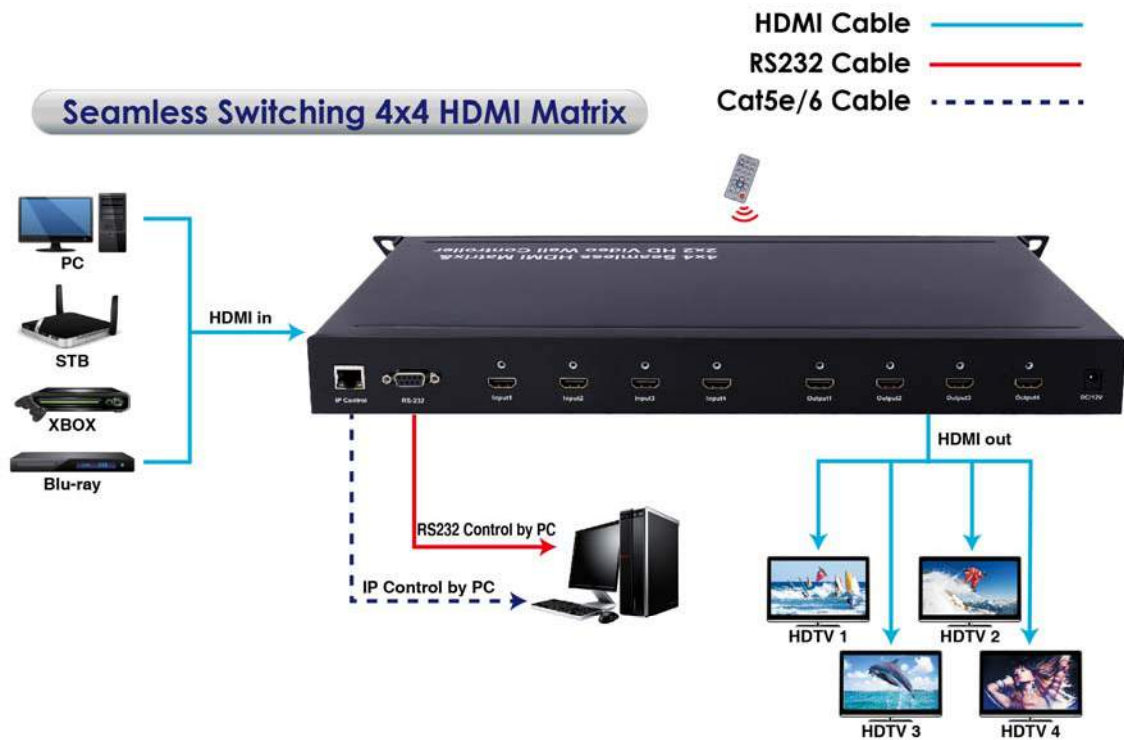 HDMI Cable
RS232 Cable
Cat5e/6 Cable
Seamless Switching 4x4 HDMI Matrix
4x4 Seamless HDMI Matrix&
2x2 HD Video Wall Controller
PC
STB
XBOX
Blu-ray
HDMI in
IP Control
RS-232
Input1
Input2
Input3
Input4
Output1
Output2
Output3
Output4
DC/12V
HDMI out
RS232 Control by PC
IP Control by PC
HDTV 1
HDTV 2
HDTV 3
HDTV 4